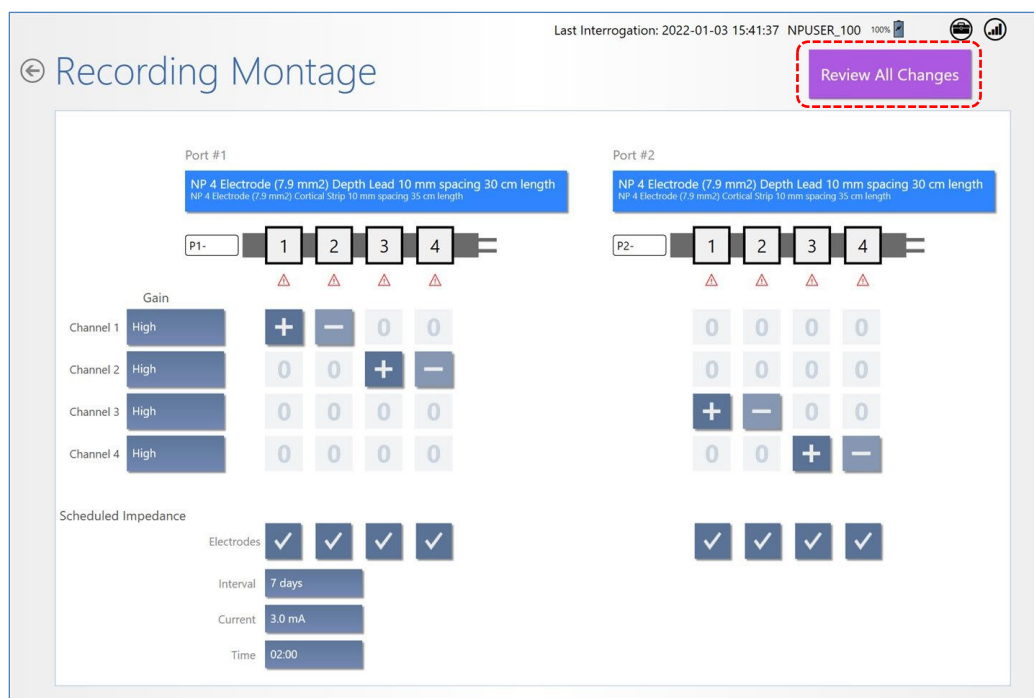 Last Interrogation: 2022-01-03 15:41:37 NPUSER_100 100%
Recording Montage
Review All Changes
Port #1
NP 4 Electrode (7.9 mm2) Depth Lead 10 mm spacing 30 cm length
NP 4 Electrode (7.9 mm2) Cortical Strip 10 mm spacing 35 cm length
P1-
1 2 3 4
Port #2
NP 4 Electrode (7.9 mm2) Depth Lead 10 mm spacing 30 cm length
NP 4 Electrode (7.9 mm2) Cortical Strip 10 mm spacing 35 cm length
P2-
1 2 3 4
Gain
Channel 1 High + − 0 0 0 0 0 0
Channel 2 High 0 0 + − 0 0 0 0
Channel 3 High 0 0 0 0 + − 0 0
Channel 4 High 0 0 0 0 0 0 + −
Scheduled Impedance
Electrodes
Interval 7 days
Current 3.0 mA
Time 02:00